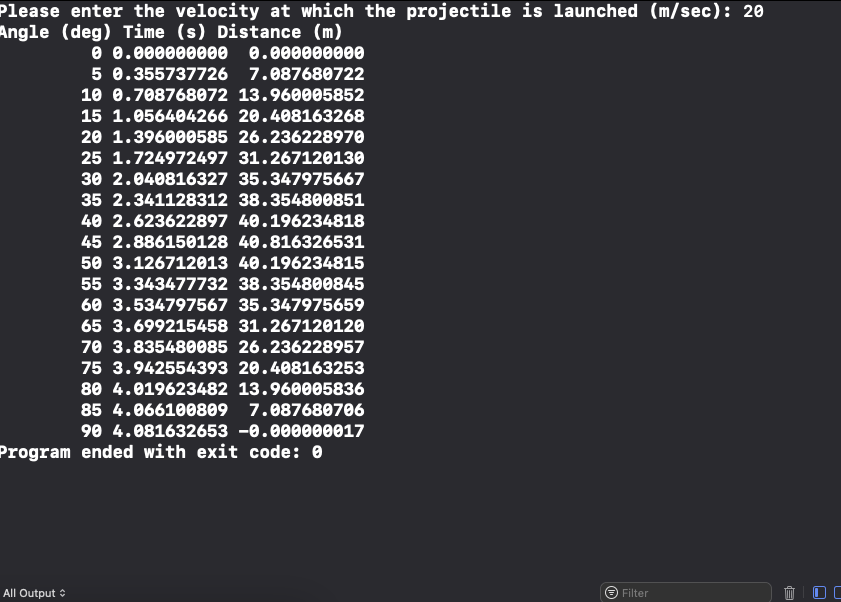 Please enter the velocity at which the projectile is launched (m/sec): 20
Angle (deg) Time (s) Distance (m)
0 0.000000000 0.000000000
5 0.355737726 7.087680722
10 0.708768072 13.960005852
15 1.056404266 20.408163268
20 1.396000585 26.236228970
25 1.724972497 31.267120130
30 2.040816327 35.347975667
35 2.341128312 38.354800851
40 2.623622897 40.196234818
45 2.886150128 40.816326531
50 3.126712013 40.196234815
55 3.343477732 38.354800845
60 3.534797567 35.347975659
65 3.699215458 31.267120120
70 3.835480085 26.236228957
75 3.942554393 20.408163253
80 4.019623482 13.960005836
85 4.066100809 7.087680706
90 4.081632653 -0.000000017
Program ended with exit code: 0
All Output
Filter